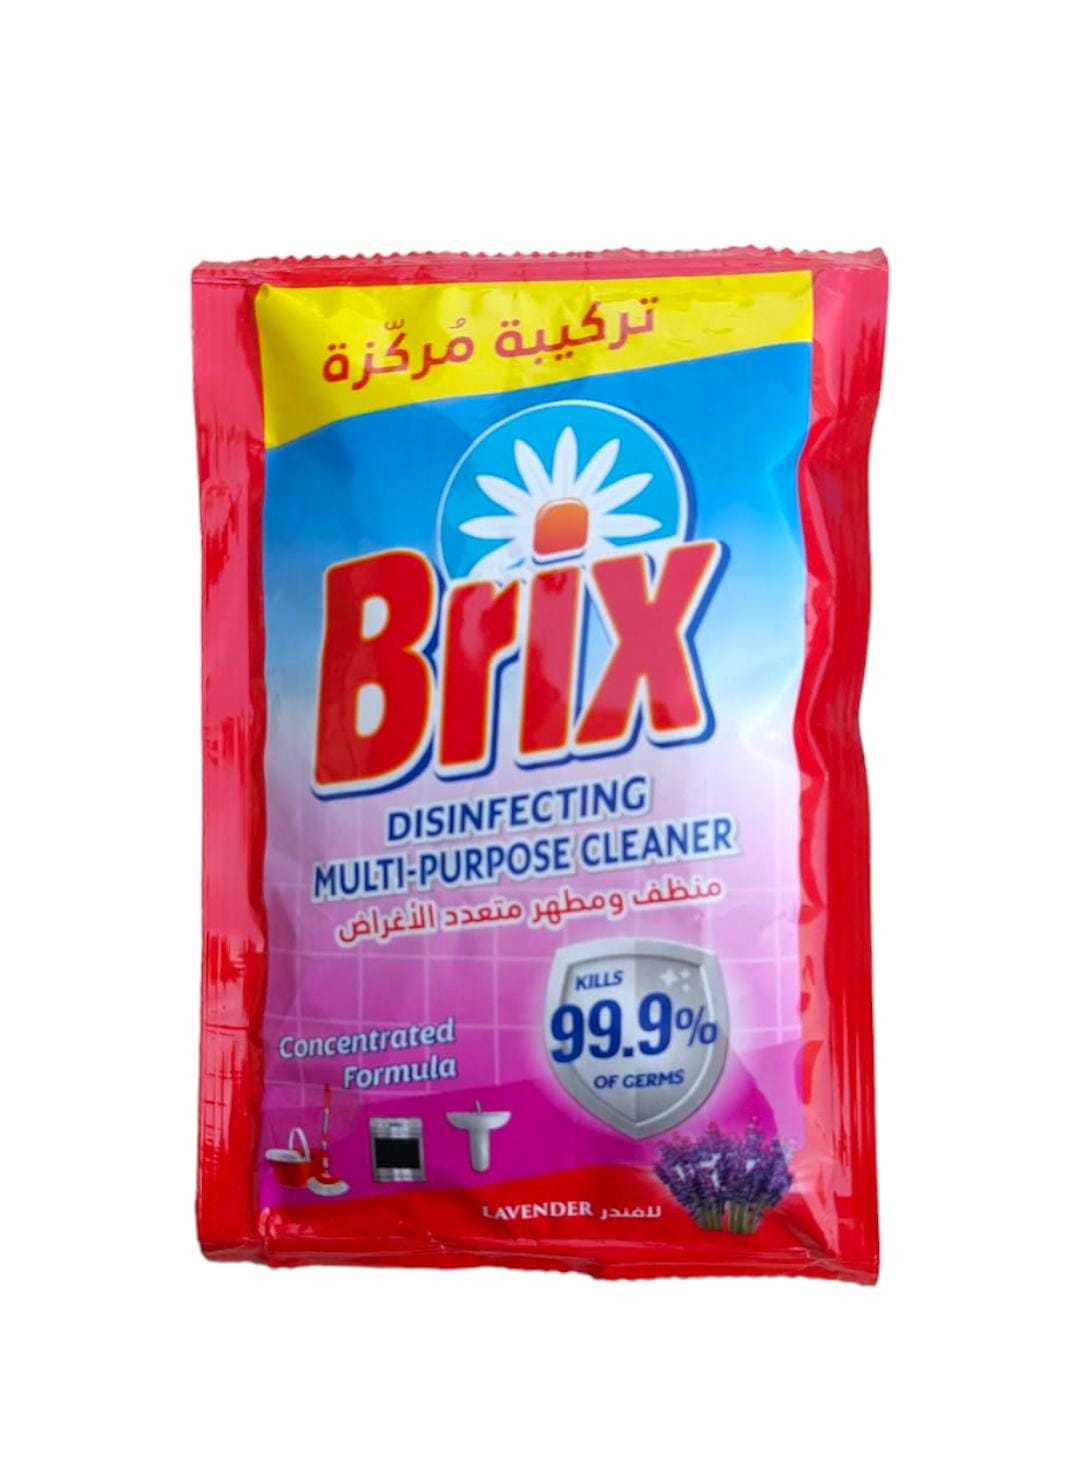 تركيبة مُركّزة
Brix
DISINFECTING
MULTI-PURPOSE CLEANER
منظف ومطهر متعدد الأغراض
KILLS
99.9%
OF GERMS
Concentrated
Formula
LAVENDER لافندر